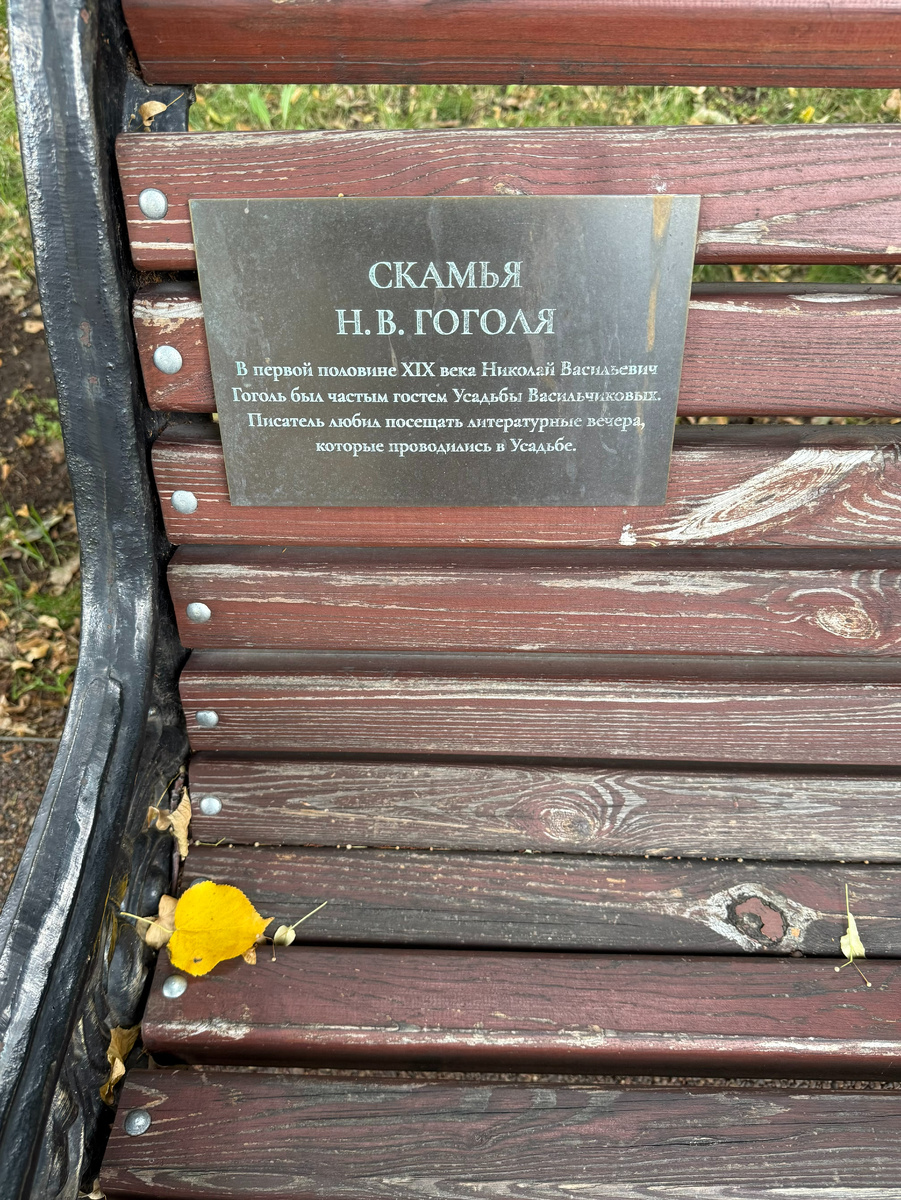 СКАМЬЯ
Н. В. ГОГОЛЯ
В первой половине XIX века Николай Васильевич
Гоголь был частым гостем Усадьбы Васильчиковых.
Писатель любил посещать литературные вечера,
которые проводились в Усадьбе.